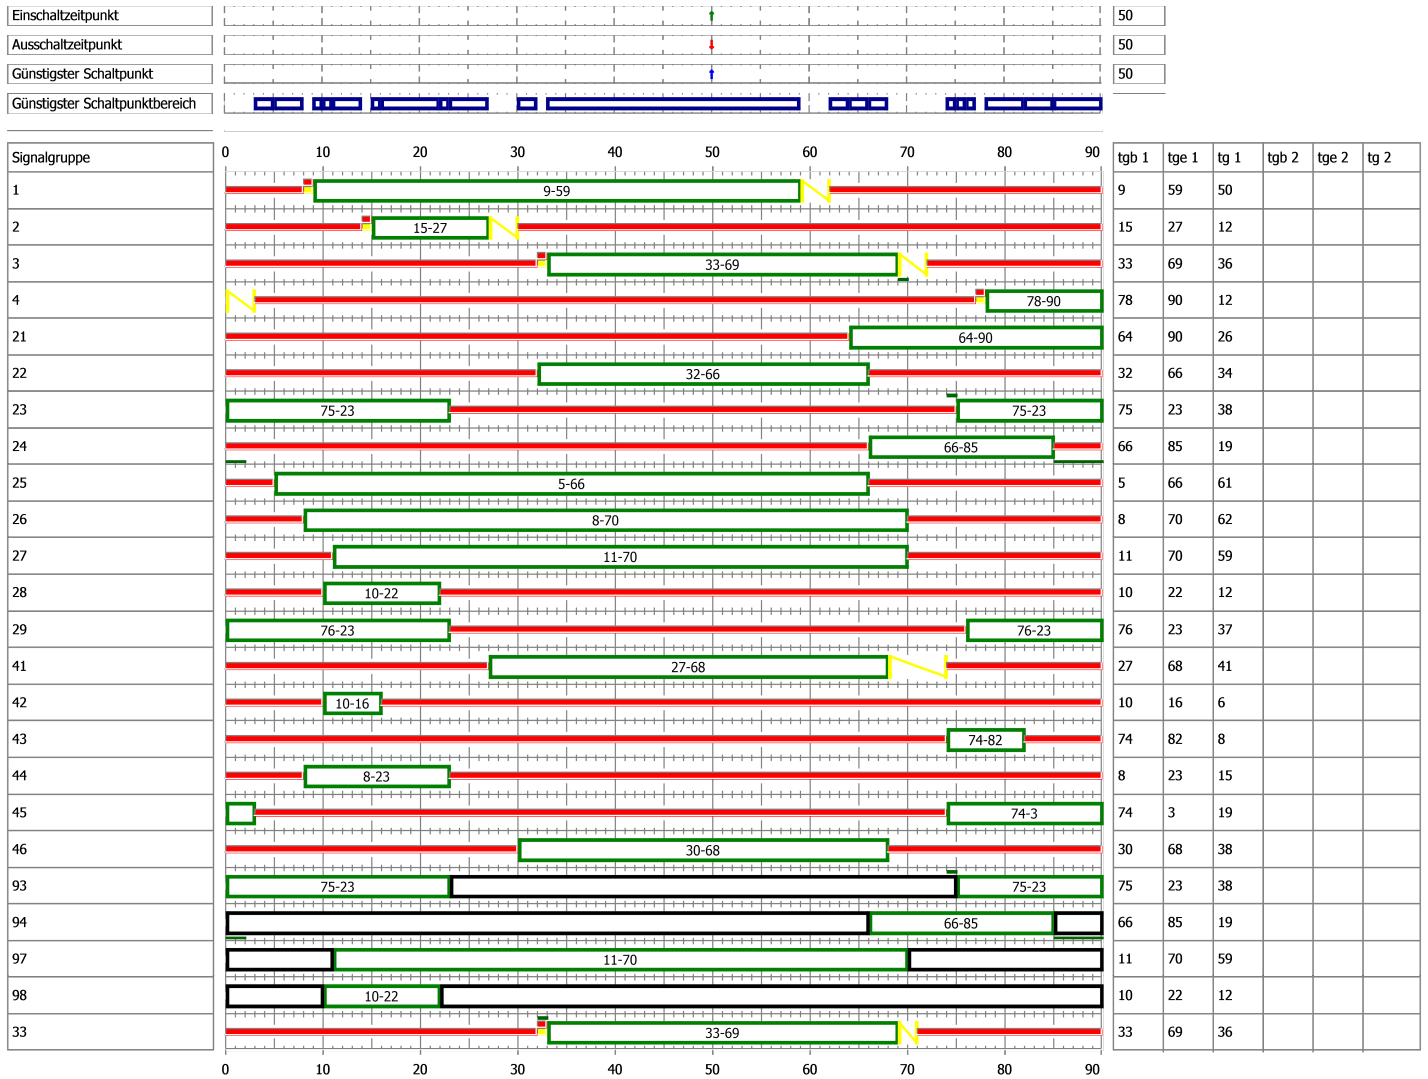 Einschaltzeitpunkt 50
Ausschaltzeitpunkt 50
Günstigster Schaltpunkt 50
Günstigster Schaltpunktbereich
Signalgruppe 0 10 20 30 40 50 60 70 80 90 tgb 1 tge 1 tg 1 tgb 2 tge 2 tg 2
1 9-59 9 59 50
2 15-27 15 27 12
3 33-69 33 69 36
4 78-90 78 90 12
21 64-90 64 90 26
22 32-66 32 66 34
23 75-23 75-23 75 23 38
24 66-85 66 85 19
25 5-66 5 66 61
26 8-70 8 70 62
27 11-70 11 70 59
28 10-22 10 22 12
29 76-23 76-23 76 23 37
41 27-68 27 68 41
42 10-16 10 16 6
43 74-82 74 82 8
44 8-23 8 23 15
45 74-3 74 3 19
46 30-68 30 68 38
93 75-23 75-23 75 23 38
94 66-85 66 85 19
97 11-70 11 70 59
98 10-22 10 22 12
33 33-69 33 69 36
0 10 20 30 40 50 60 70 80 90